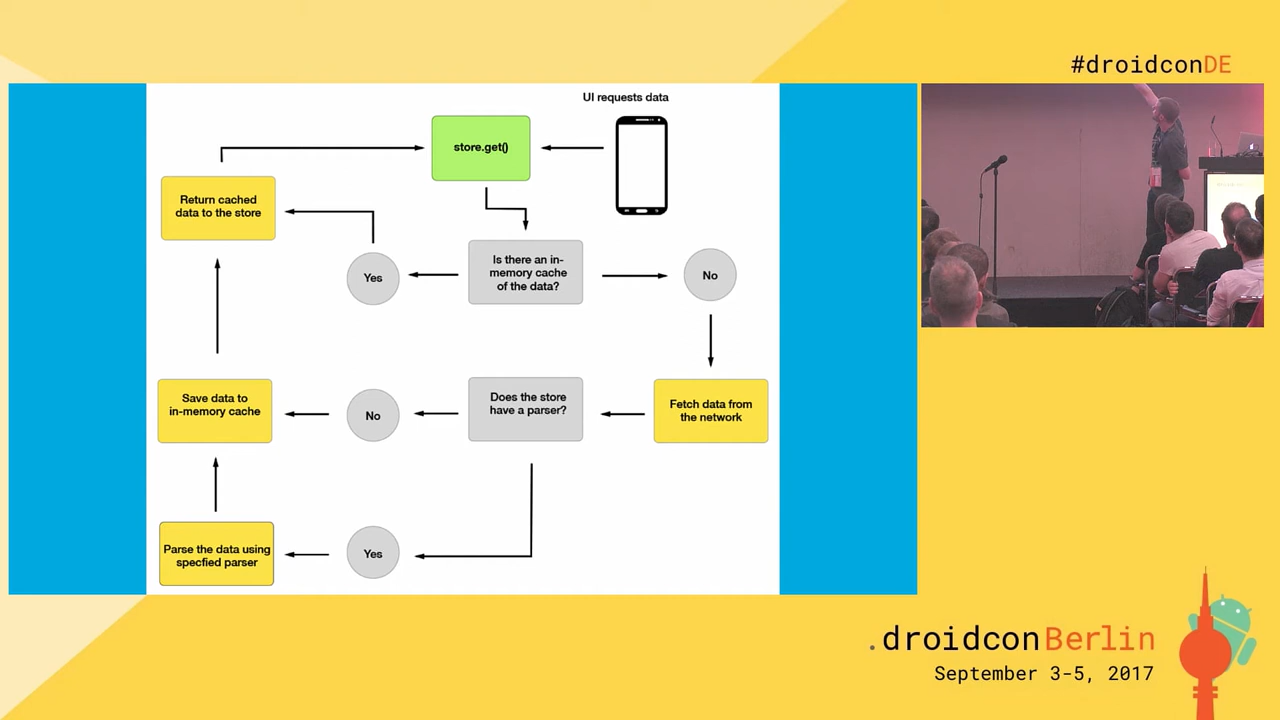 #droidconDE
UI requests data
store.get()
Return cached
data to the store
Is there an in-
memory cache
of the data?
Yes
No
Save data to
in-memory cache
No
Does the store
have a parser?
Fetch data from
the network
Parse the data using
specfied parser
Yes
.droidconBerlin
September 3-5, 2017